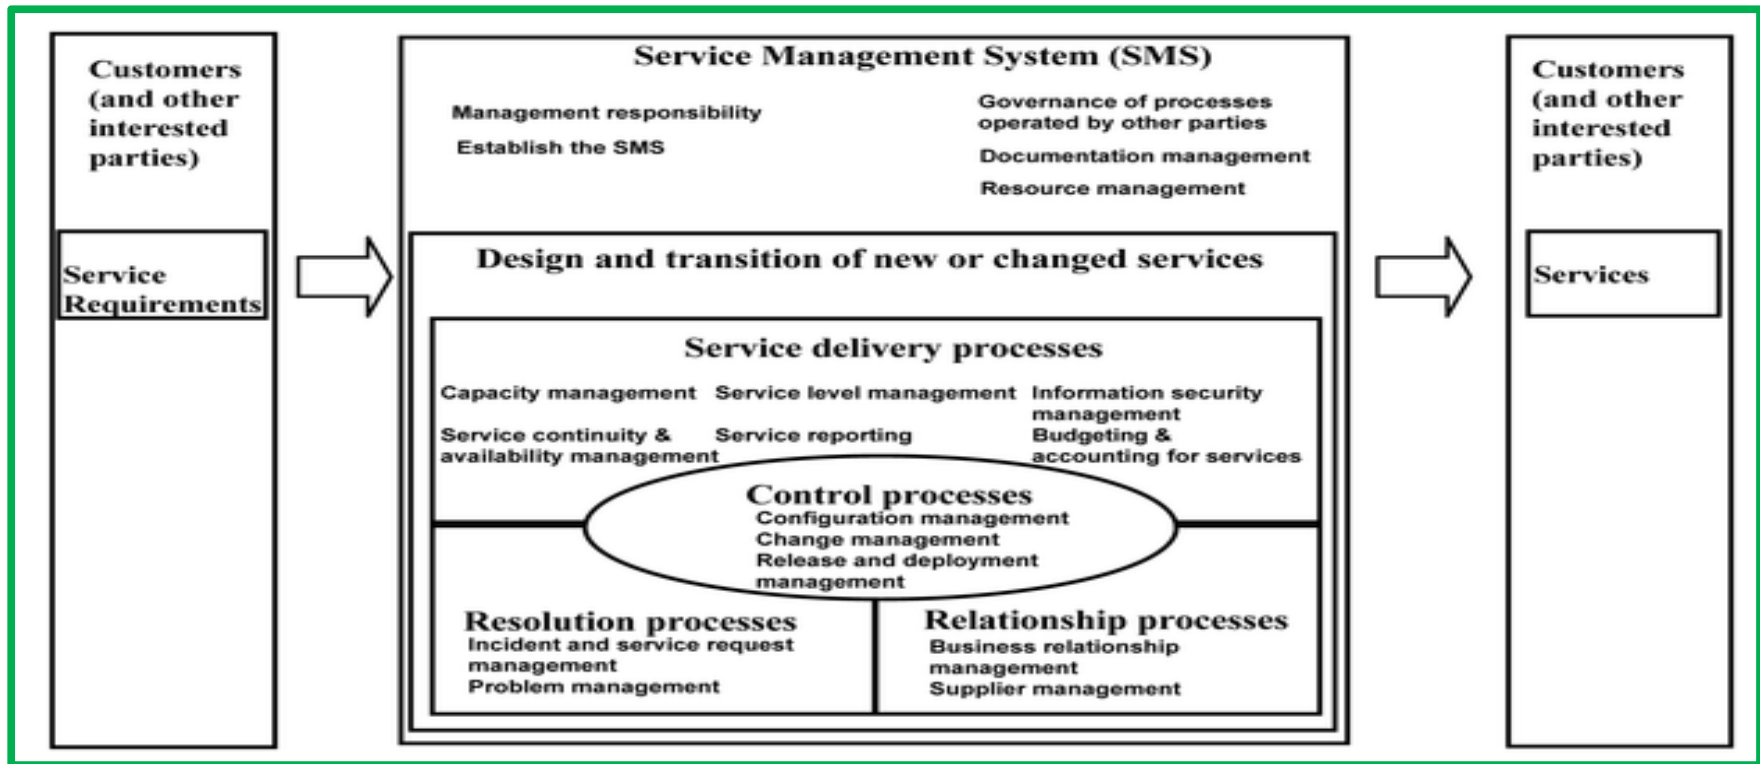 Customers
(and other
interested
parties)
Service
Requirements
Service Management System (SMS)
Management responsibility
Establish the SMS
Governance of processes
operated by other parties
Documentation management
Resource management
Design and transition of new or changed services
Service delivery processes
Capacity management
Service continuity &
availability management
Service level management
Service reporting
Information security
management
Budgeting &
accounting for services
Control processes
Configuration management
Change management
Release and deployment
management
Resolution processes
Incident and service request
management
Problem management
Relationship processes
Business relationship
management
Supplier management
Customers
(and other
interested
parties)
Services